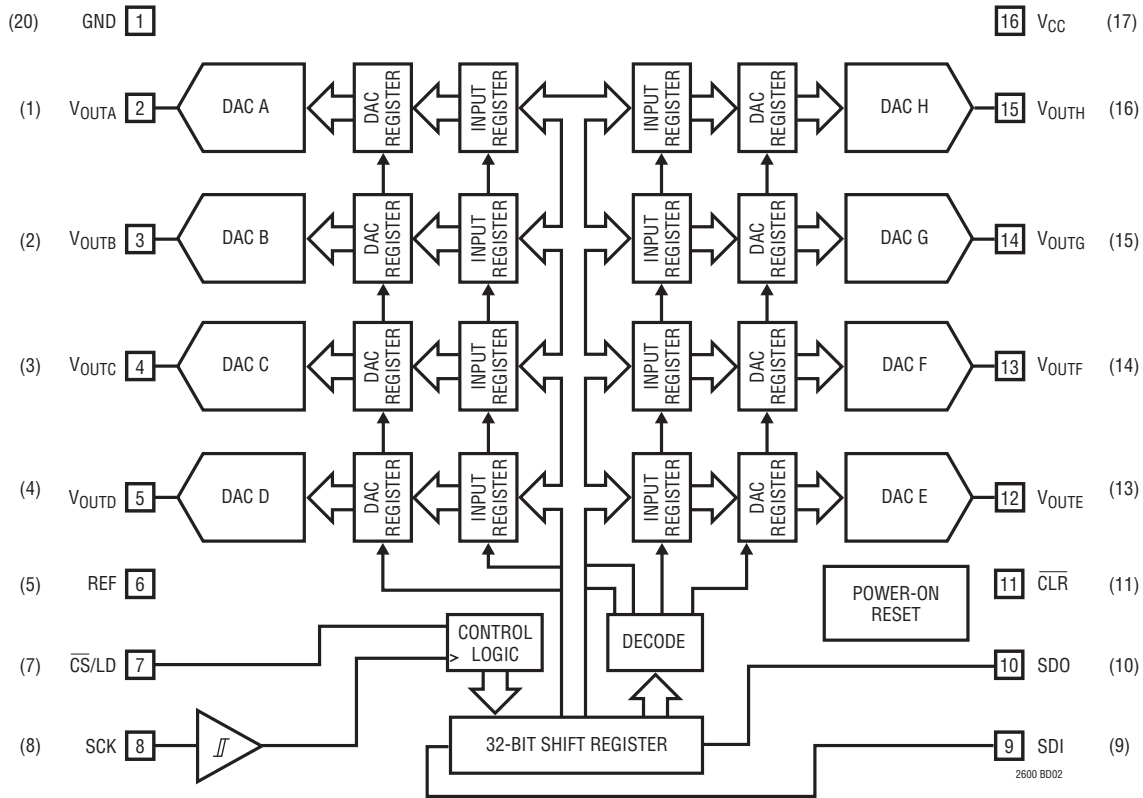 (20) GND 1
16 VCC (17)
(1) VOUTA 2
DAC A
DAC
REGISTER
INPUT
REGISTER
INPUT
REGISTER
DAC
REGISTER
DAC H
15 VOUTH (16)
(2) VOUTB 3
DAC B
DAC
REGISTER
INPUT
REGISTER
INPUT
REGISTER
DAC
REGISTER
DAC G
14 VOUTG (15)
(3) VOUTC 4
DAC C
DAC
REGISTER
INPUT
REGISTER
INPUT
REGISTER
DAC
REGISTER
DAC F
13 VOUTF (14)
(4) VOUTD 5
DAC D
DAC
REGISTER
INPUT
REGISTER
INPUT
REGISTER
DAC
REGISTER
DAC E
12 VOUTE (13)
(5) REF 6
CONTROL
LOGIC
DECODE
POWER-ON
RESET
11 C̅L̅R̅ (11)
(7) C̅S̅/LD 7
10 SDO (10)
(8) SCK 8
32-BIT SHIFT REGISTER
9 SDI (9)
2600 BD02